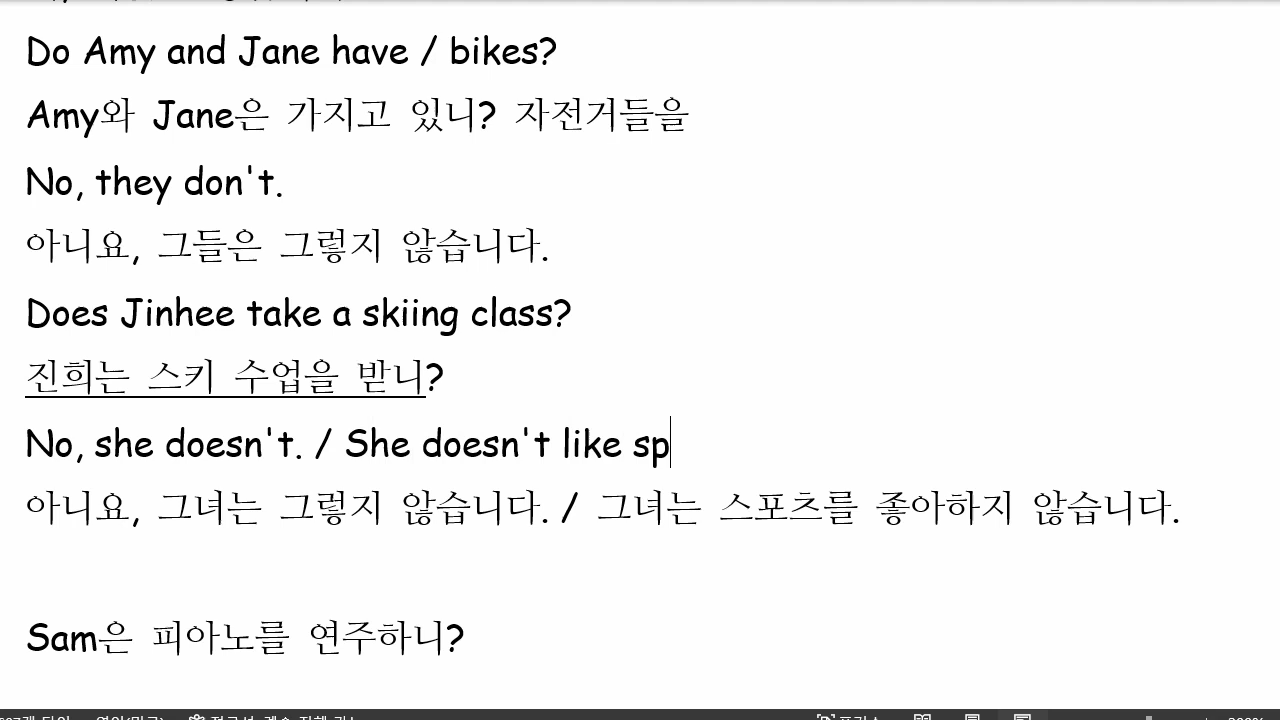 Do Amy and Jane have / bikes?
Amy와 Jane은 가지고 있니? 자전거들을
No, they don't.
아니요, 그들은 그렇지 않습니다.
Does Jinhee take a skiing class?
진희는 스키 수업을 받니?
No, she doesn't. / She doesn't like sp
아니요, 그녀는 그렇지 않습니다. / 그녀는 스포츠를 좋아하지 않습니다.
Sam은 피아노를 연주하니?